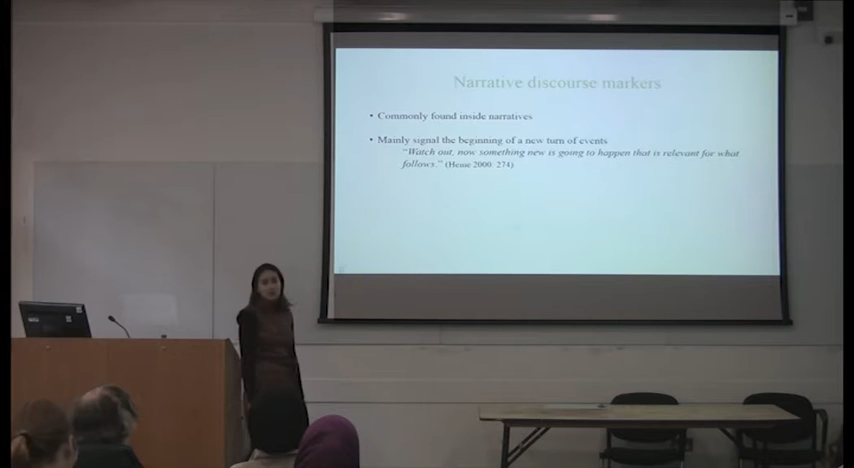 Narrative discourse markers
• Commonly found inside narratives
• Mainly signal the beginning of a new turn of events
"Watch out, now something new is going to happen that is relevant for what
follows." (Heine 2000: 274)